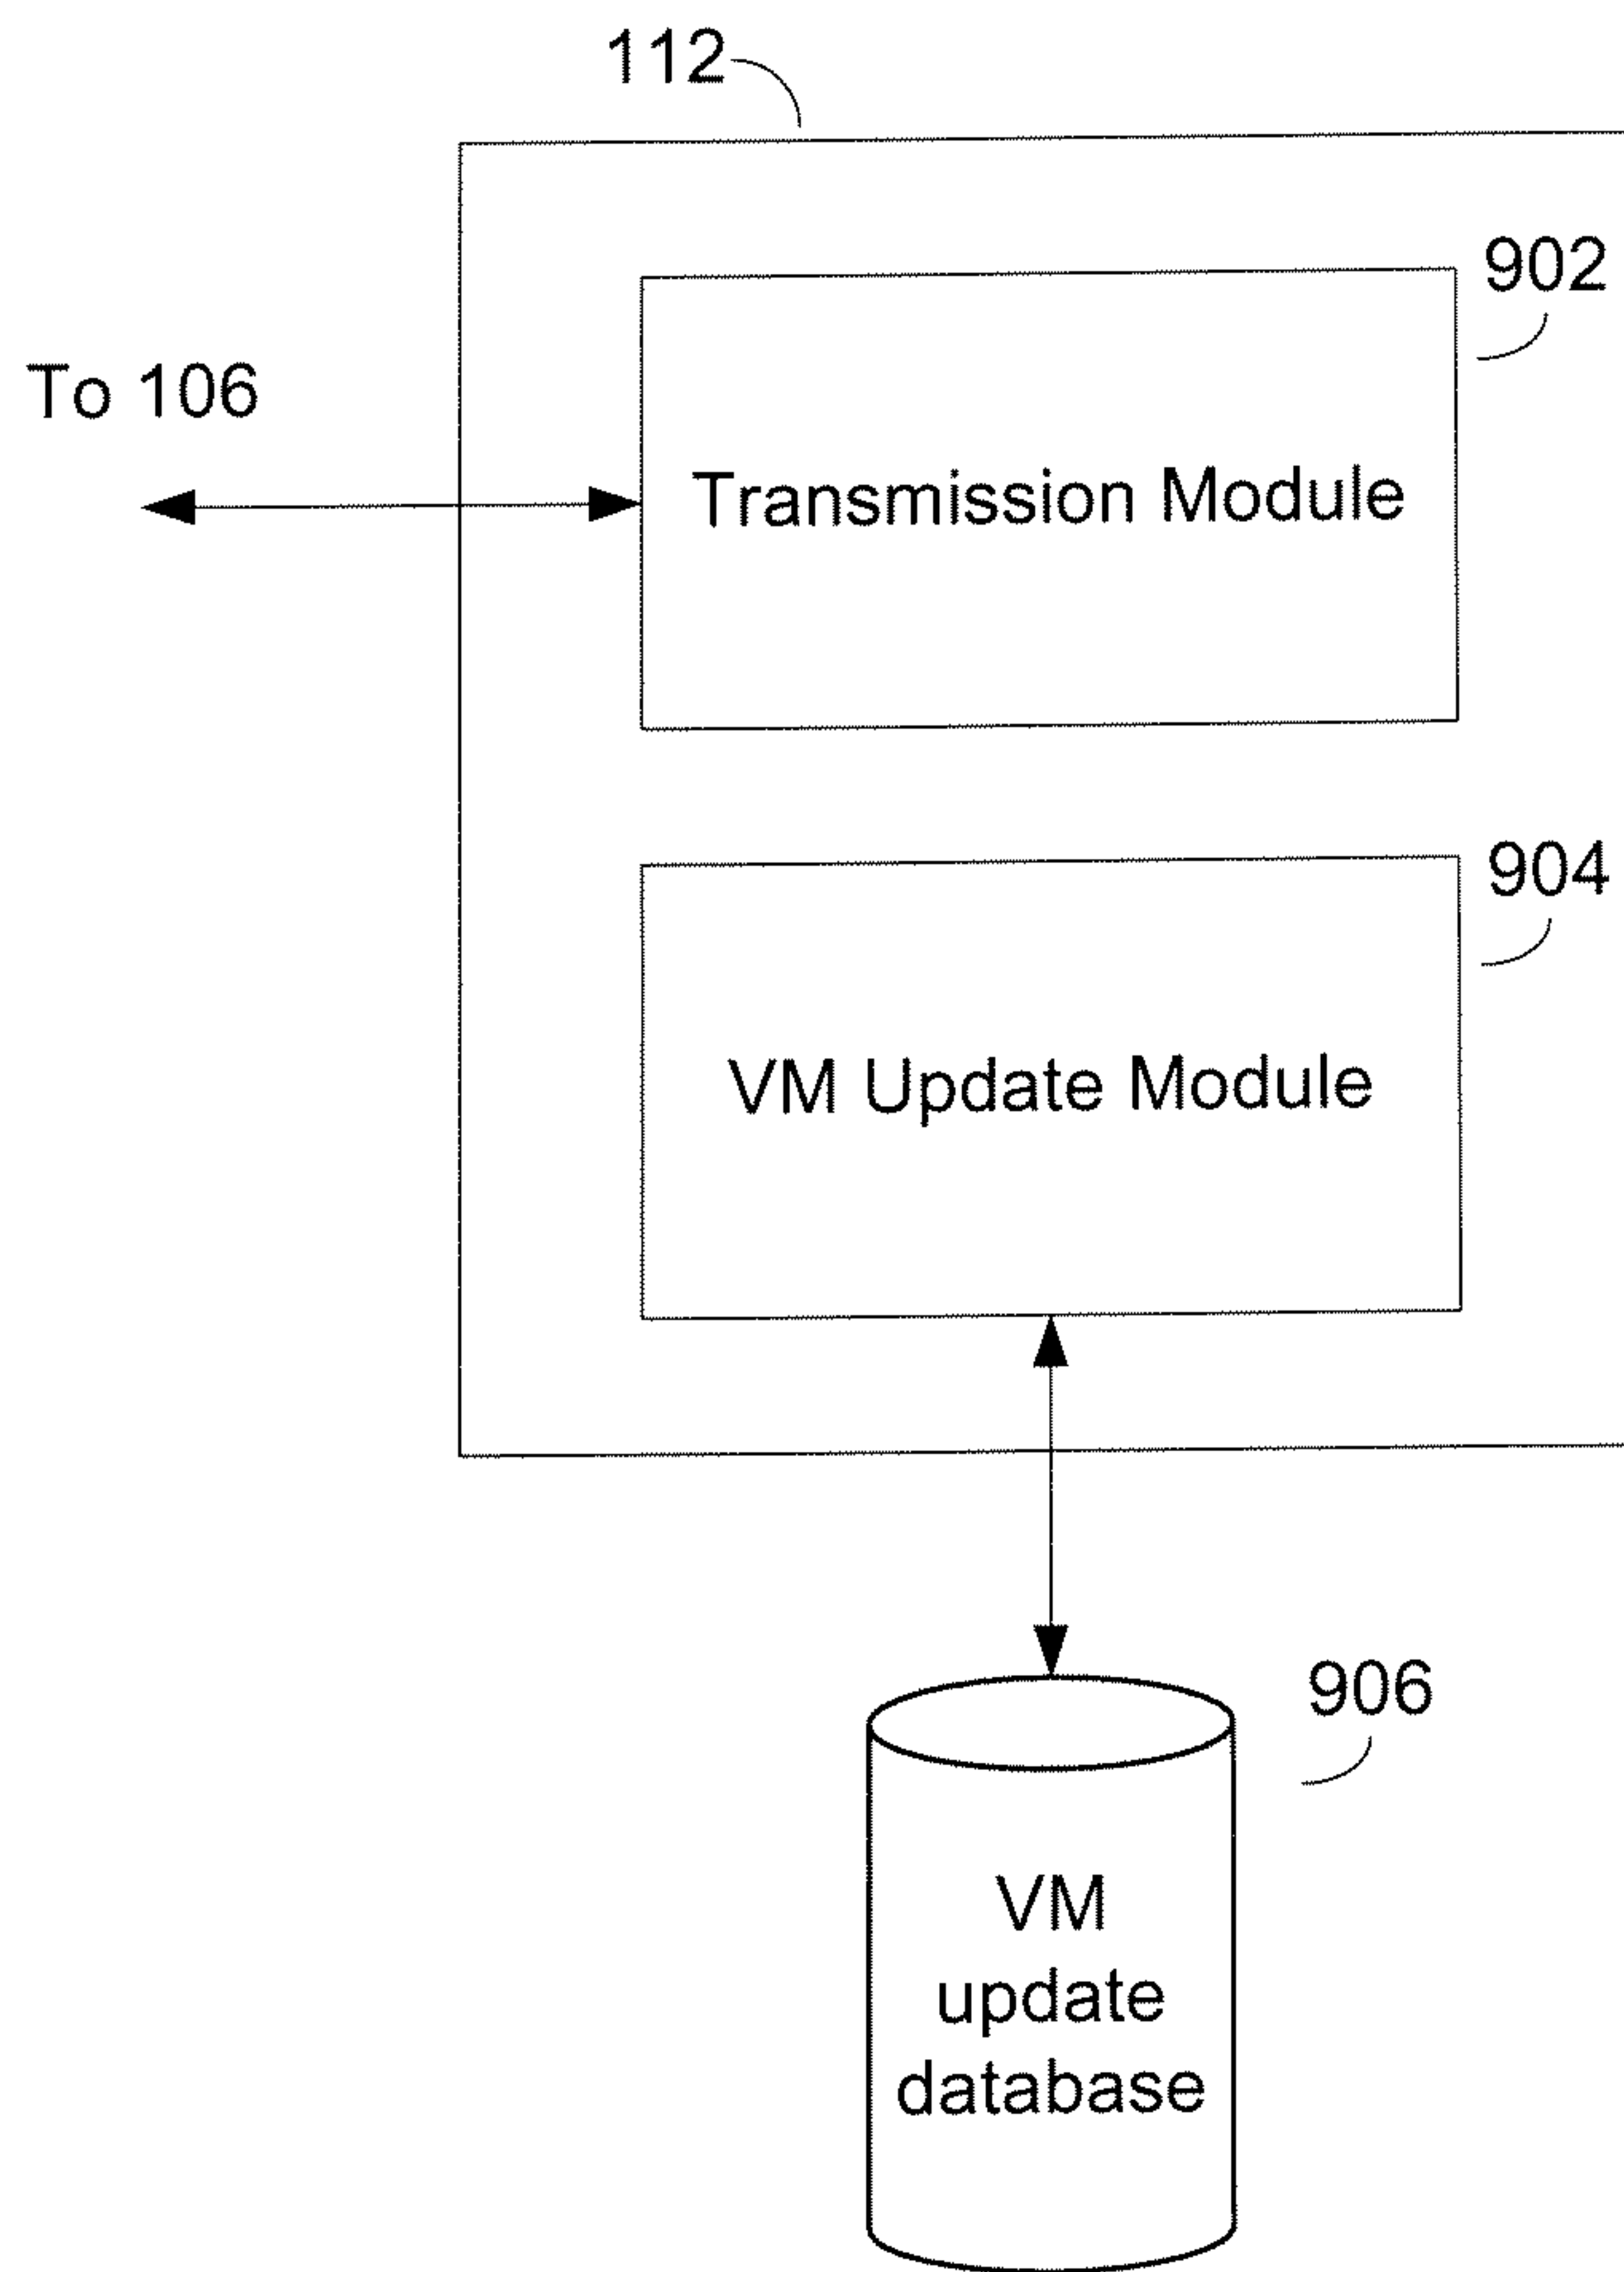 112
902
To 106
Transmission Module
904
VM Update Module
906
VM
update
database